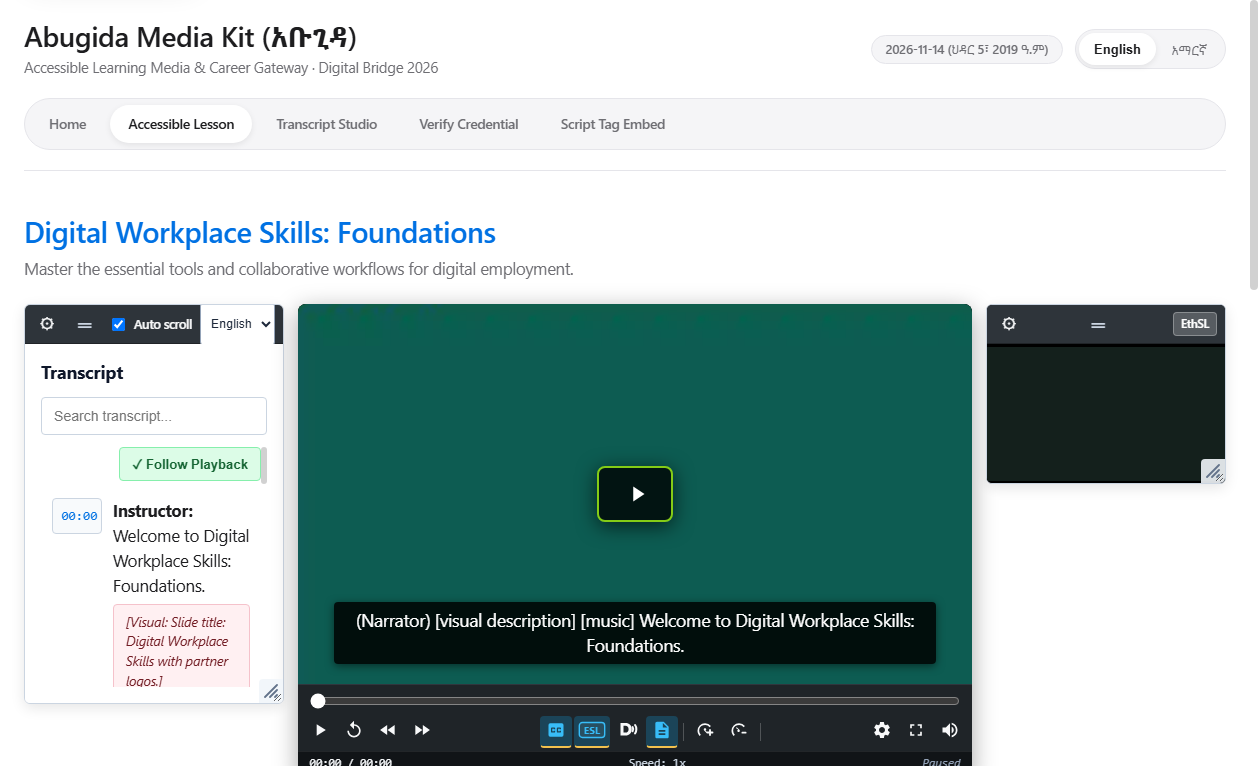 Abugida Media Kit (አቡጊዳ)
Accessible Learning Media & Career Gateway · Digital Bridge 2026
2026-11-14 (ህዳር 5፣ 2019 ዓ.ም)
English
አማርኛ
Home
Accessible Lesson
Transcript Studio
Verify Credential
Script Tag Embed
Digital Workplace Skills: Foundations
Master the essential tools and collaborative workflows for digital employment.
Auto scroll
English
Transcript
Search transcript...
✓ Follow Playback
00:00
Instructor:
Welcome to Digital
Workplace Skills:
Foundations.
[Visual: Slide title:
Digital Workplace
Skills with partner
logos.]
(Narrator) [visual description] [music] Welcome to Digital Workplace Skills:
Foundations.
CC
ESL
D
00:00 / 00:00
Speed: 1x
Paused
EthSL